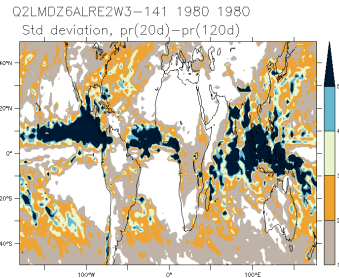 Q2LMDZ6ALRE2W3-141 1980 1980
Std deviation, pr(20d)-pr(120d)
40°N
20°N
0°
20°S
40°S
100°W
0°
100°E
5
4
3
2
1